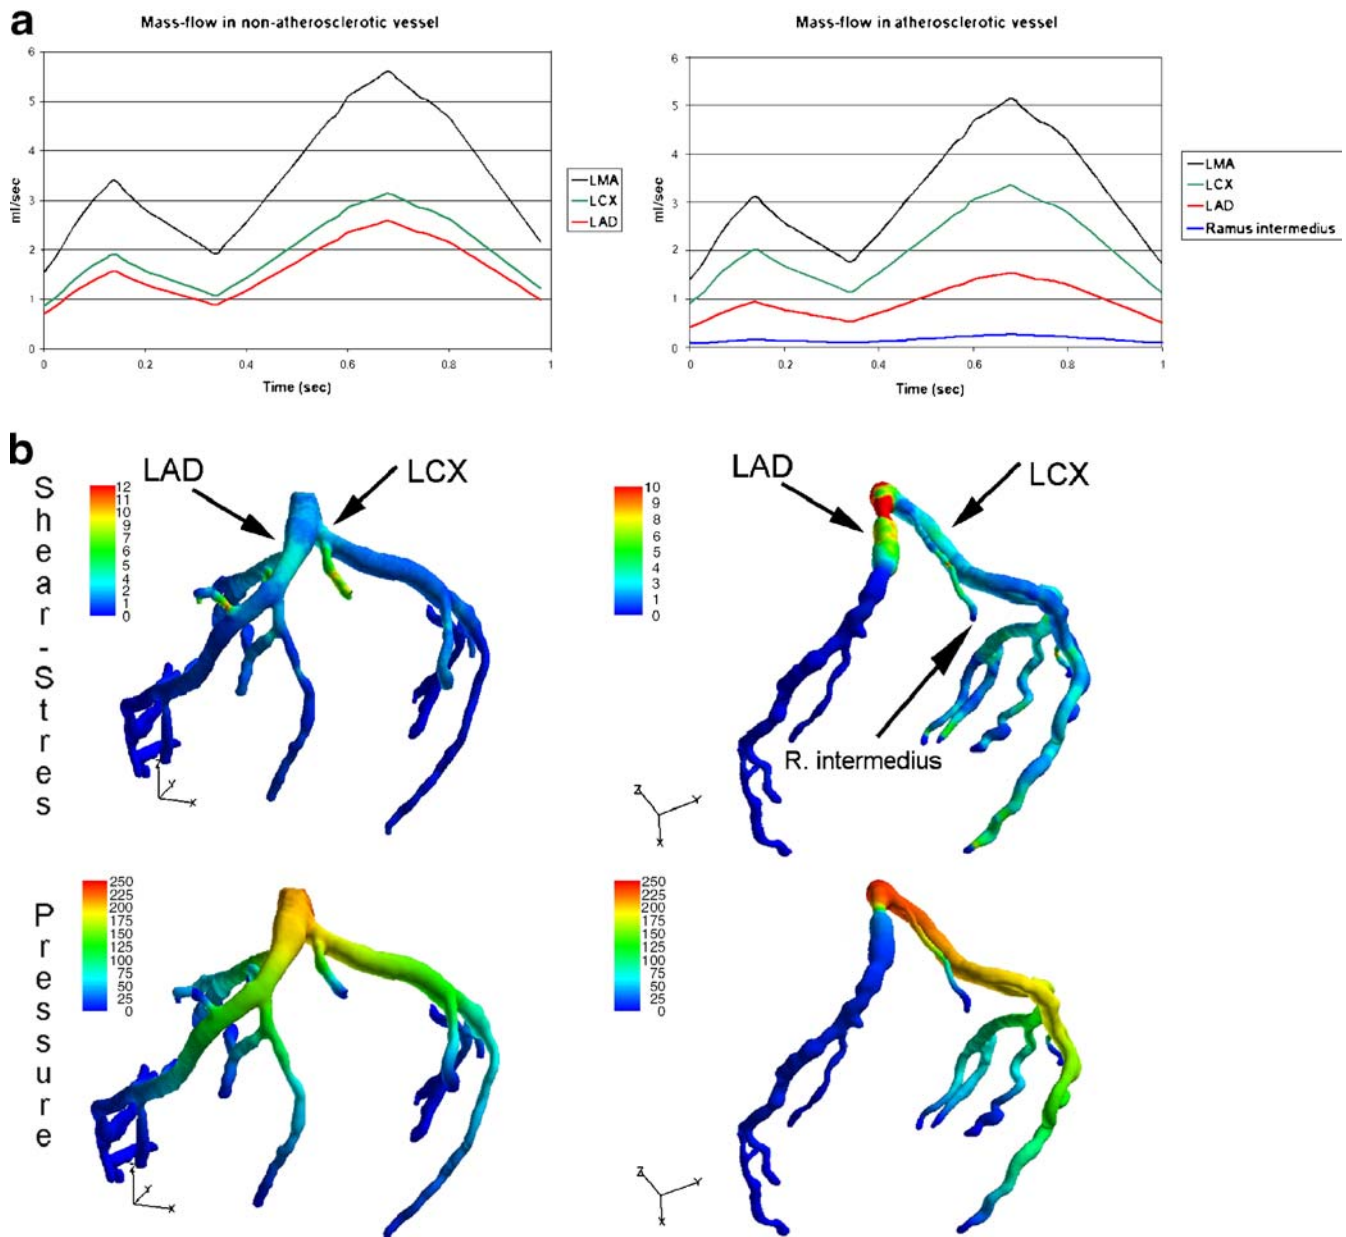 a
Mass-flow in non-atherosclerotic vessel
6
5
4
3
2
1
0
ml/sec
0 0.2 0.4 0.6 0.8 1
Time (sec)
LMA
LCX
LAD
Mass-flow in atherosclerotic vessel
6
5
4
3
2
1
0
ml/sec
0 0.2 0.4 0.6 0.8 1
Time (sec)
LMA
LCX
LAD
Ramus intermedius
b
Shear-Stress
12
11
10
9
7
6
5
4
2
1
0
LAD
LCX
Z
Y
X
10
9
8
6
5
4
3
1
0
LAD
LCX
R. intermedius
Z
Y
X
Pressure
250
225
200
175
150
125
100
75
50
25
0
Z
Y
X
250
225
200
175
150
125
100
75
50
25
0
Z
Y
X